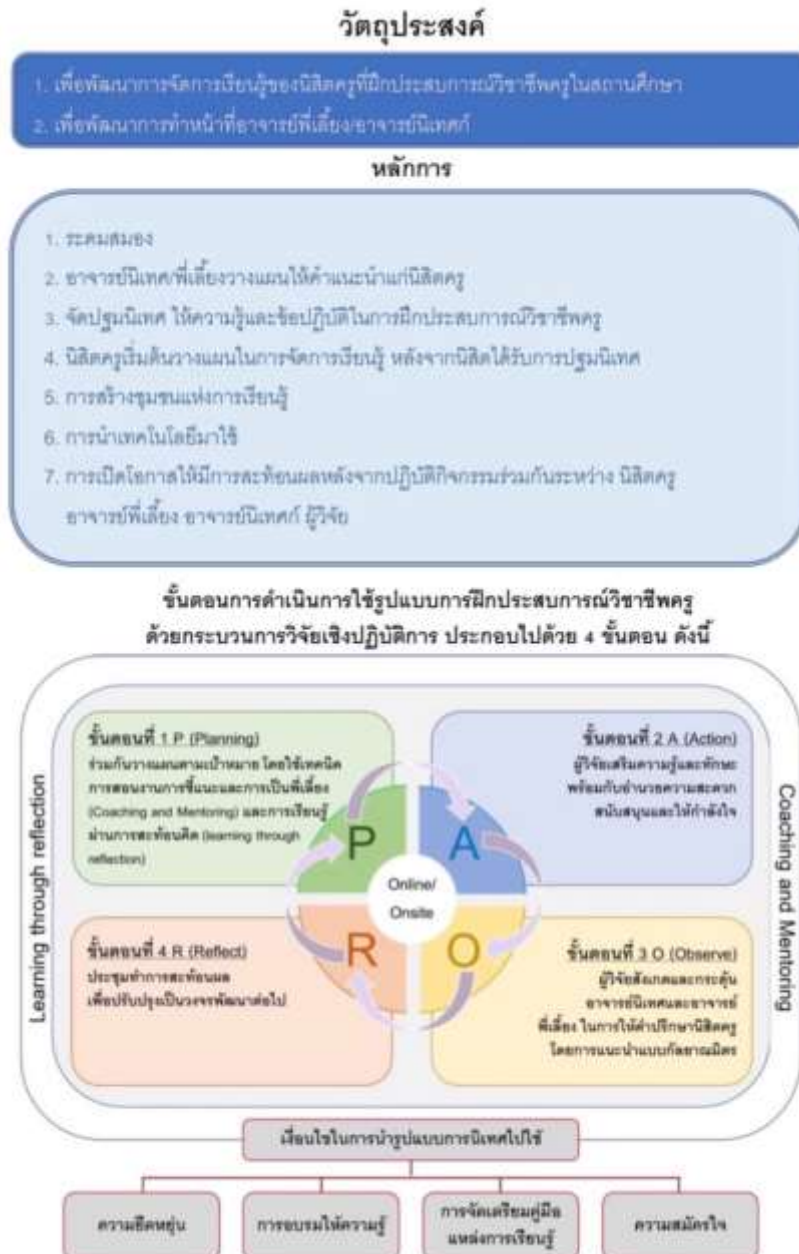 วัตถุประสงค์
1. เพื่อพัฒนาการจัดการเรียนรู้ของนิสิตครูที่ฝึกประสบการณ์วิชาชีพครูในสถานศึกษา
2. เพื่อพัฒนาการทำหน้าที่อาจารย์พี่เลี้ยง/อาจารย์นิเทศก์
หลักการ
1. ระดมสมอง
2. อาจารย์นิเทศ/พี่เลี้ยงวางแผนให้คำแนะนำแก่นิสิตครู
3. จัดปฐมนิเทศ ให้ความรู้และข้อปฏิบัติในการฝึกประสบการณ์วิชาชีพครู
4. นิสิตครูเริ่มต้นวางแผนในการจัดการเรียนรู้ หลังจากนิสิตได้รับการปฐมนิเทศ
5. การสร้างชุมชนแห่งการเรียนรู้
6. การนำเทคโนโลยีมาใช้
7. การเปิดโอกาสให้มีการสะท้อนผลหลังจากปฏิบัติกิจกรรมร่วมกันระหว่าง นิสิตครู
อาจารย์พี่เลี้ยง อาจารย์นิเทศก์ ผู้วิจัย
ขั้นตอนการดำเนินการใช้รูปแบบการฝึกประสบการณ์วิชาชีพครู
ด้วยกระบวนการวิจัยเชิงปฏิบัติการ ประกอบไปด้วย 4 ขั้นตอน ดังนี้
Learning through reflection
ขั้นตอนที่ 1 P (Planning)
ร่วมกันวางแผนตามเป้าหมาย โดยใช้เทคนิค
การสอนงานการชี้แนะและการเป็นพี่เลี้ยง
(Coaching and Mentoring) และการเรียนรู้
ผ่านการสะท้อนคิด (learning through
reflection)
ขั้นตอนที่ 2 A (Action)
ผู้วิจัยเสริมความรู้และทักษะ
พร้อมกับอำนวยความสะดวก
สนับสนุนและให้กำลังใจ
P
A
Online/
Onsite
R
O
ขั้นตอนที่ 4 R (Reflect)
ประชุมทำการสะท้อนผล
เพื่อปรับปรุงเป็นวงจรพัฒนาต่อไป
ขั้นตอนที่ 3 O (Observe)
ผู้วิจัยสังเกตและกระตุ้น
อาจารย์นิเทศและอาจารย์
พี่เลี้ยง ในการให้คำปรึกษานิสิตครู
โดยการแนะนำแบบกัลยาณมิตร
Coaching and Mentoring
เงื่อนไขในการนำรูปแบบการนิเทศไปใช้
ความยืดหยุ่น
การอบรมให้ความรู้
การจัดเตรียมคู่มือ
แหล่งการเรียนรู้
ความสมัครใจ